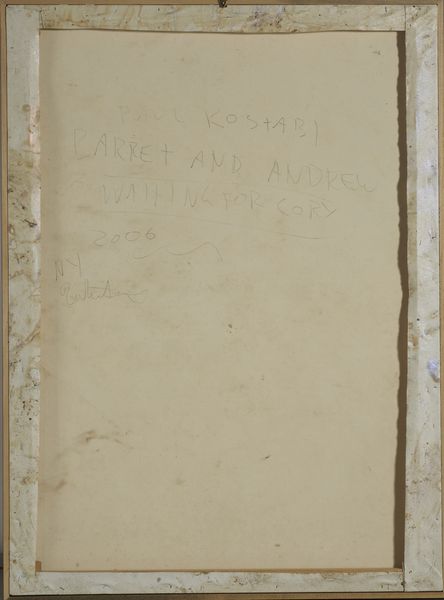 PAUL KOSTABI
BARRET AND ANDREW
WAITING FOR CORY
2006
NY